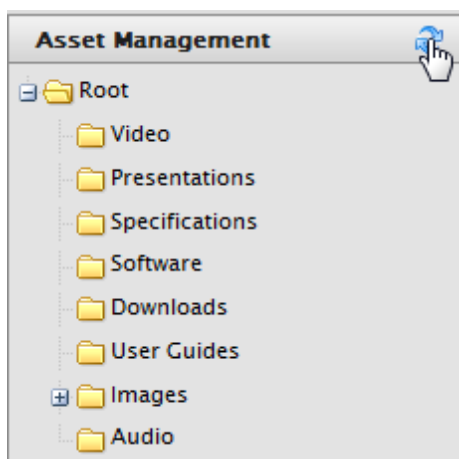 Asset Management
Root
Video
Presentations
Specifications
Software
Downloads
User Guides
Images
Audio